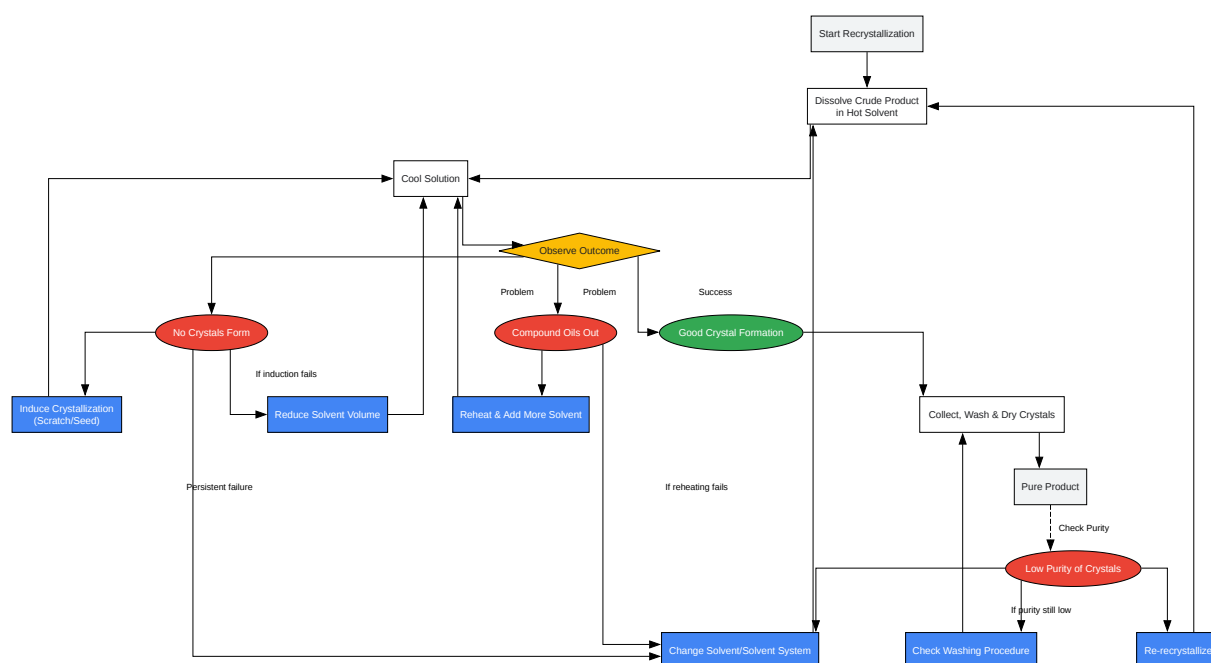 Start Recrystallization
Dissolve Crude Product
in Hot Solvent
Cool Solution
Observe Outcome
Problem
Problem
Success
No Crystals Form
Compound Oils Out
Good Crystal Formation
If induction fails
Induce Crystallization
(Scratch/Seed)
Reduce Solvent Volume
Reheat & Add More Solvent
Collect, Wash & Dry Crystals
Persistent failure
If reheating fails
Pure Product
Check Purity
Low Purity of Crystals
If purity still low
Change Solvent/Solvent System
Check Washing Procedure
Re-recrystallize